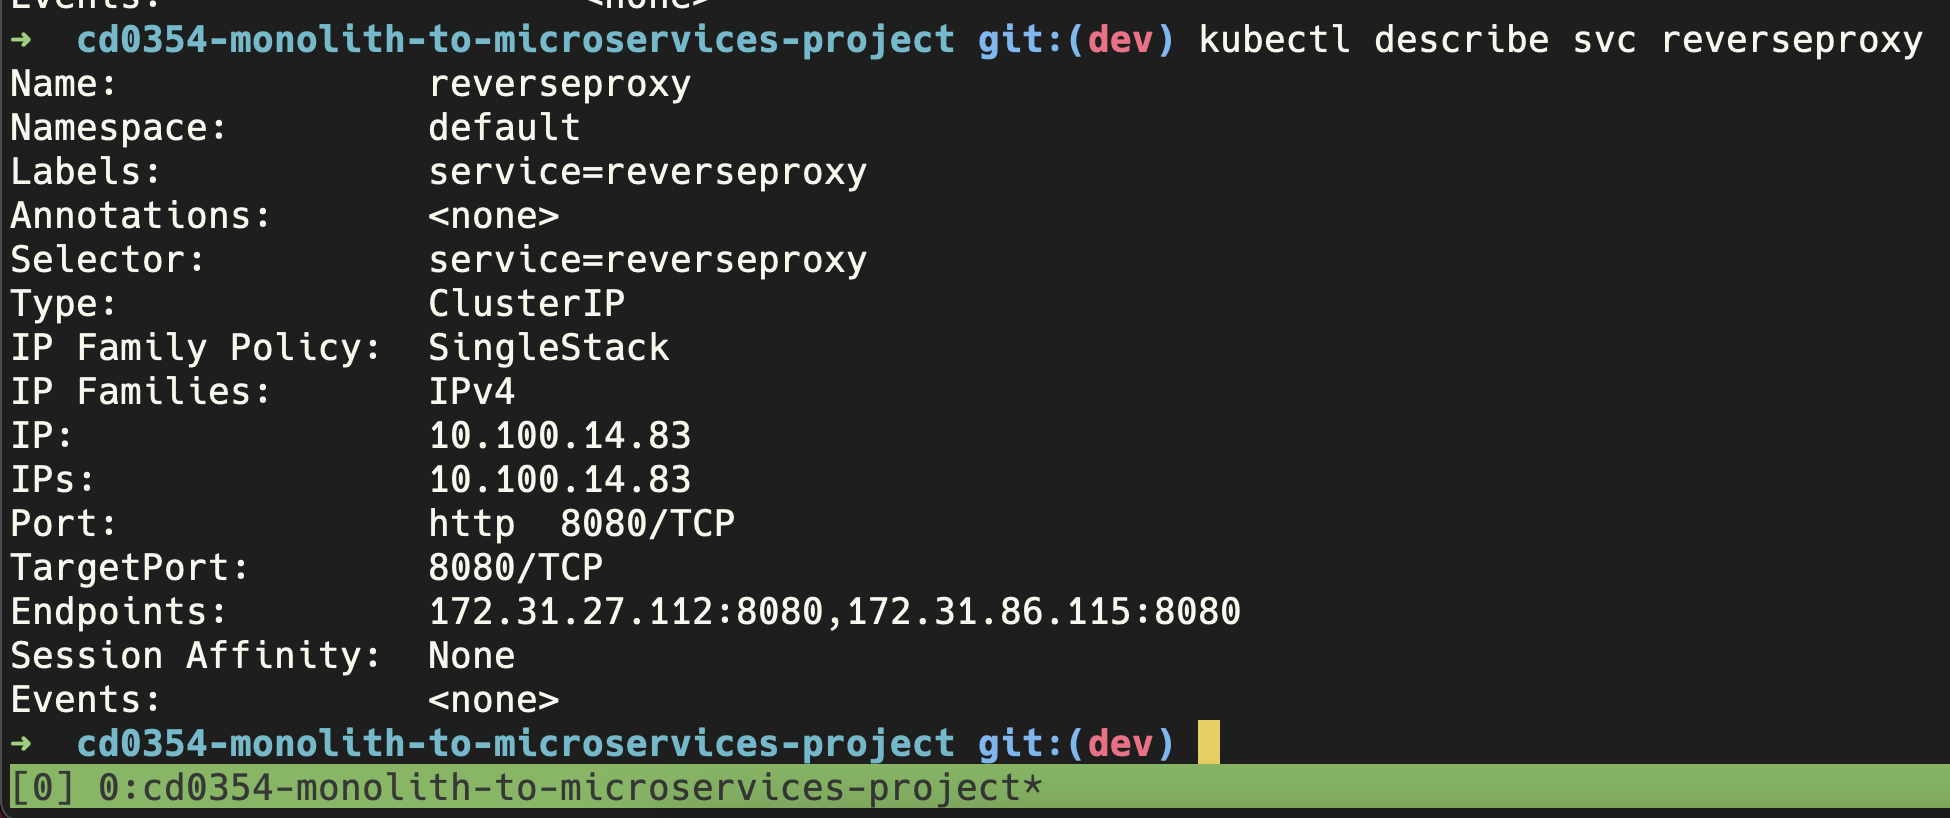 Events:                   <none>
➜  cd0354-monolith-to-microservices-project git:(dev) kubectl describe svc reverseproxy
Name:              reverseproxy
Namespace:         default
Labels:            service=reverseproxy
Annotations:       <none>
Selector:          service=reverseproxy
Type:              ClusterIP
IP Family Policy:  SingleStack
IP Families:       IPv4
IP:                10.100.14.83
IPs:               10.100.14.83
Port:              http  8080/TCP
TargetPort:        8080/TCP
Endpoints:         172.31.27.112:8080,172.31.86.115:8080
Session Affinity:  None
Events:            <none>
➜  cd0354-monolith-to-microservices-project git:(dev)
[0] 0:cd0354-monolith-to-microservices-project*